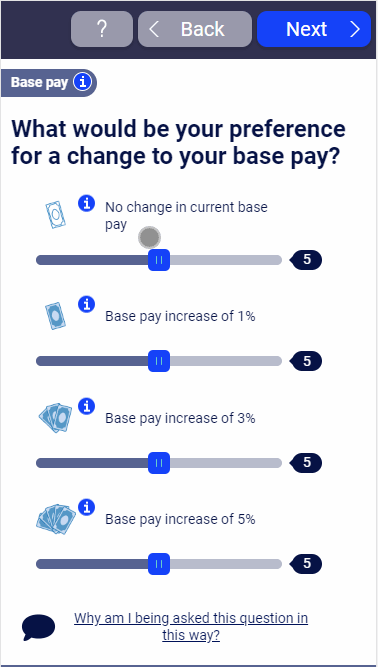 ?
Back
Next
Base pay i
What would be your preference
for a change to your base pay?
i
No change in current base
pay
5
i
Base pay increase of 1%
5
i
Base pay increase of 3%
5
i
Base pay increase of 5%
5
Why am I being asked this question in
this way?